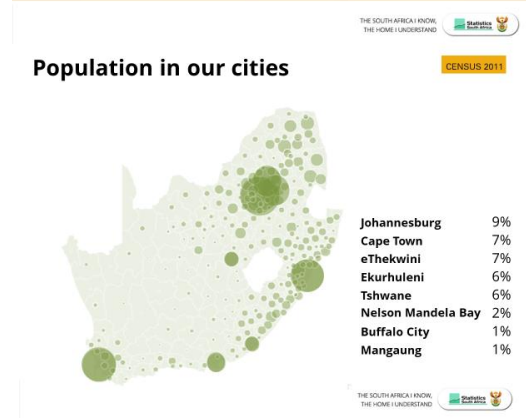 THE SOUTH AFRICA I KNOW,
THE HOME I UNDERSTAND
Statistics
South Africa
Population in our cities
CENSUS 2011
Johannesburg 9%
Cape Town 7%
eThekwini 7%
Ekurhuleni 6%
Tshwane 6%
Nelson Mandela Bay 2%
Buffalo City 1%
Mangaung 1%
THE SOUTH AFRICA I KNOW,
THE HOME I UNDERSTAND
Statistics
South Africa